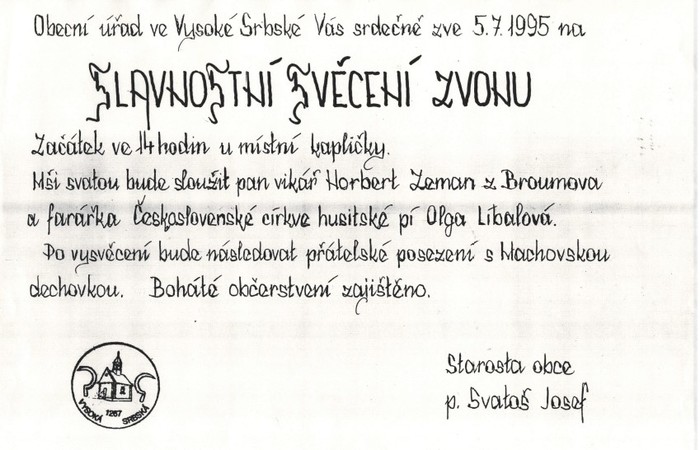 Obecní úřad ve Vysoké Srbské Vás srdečně zve 5.7.1995 na
SLAVNOSTNÍ SVĚCENÍ ZVONU
Začátek ve 14 hodin u místní kapličky.
Mši svatou bude sloužit pan vikář Horbert Zeman z Broumova
a farářka Československé církve husitské pí Olga Líbalová.
Po vysvěcení bude následovat přátelské posezení s Machovskou
dechovkou. Bohaté občerstvení zajištěno.
Starosta obce
p. Svatoš Josef
VYSOKÁ 1267 SRBSKÁ